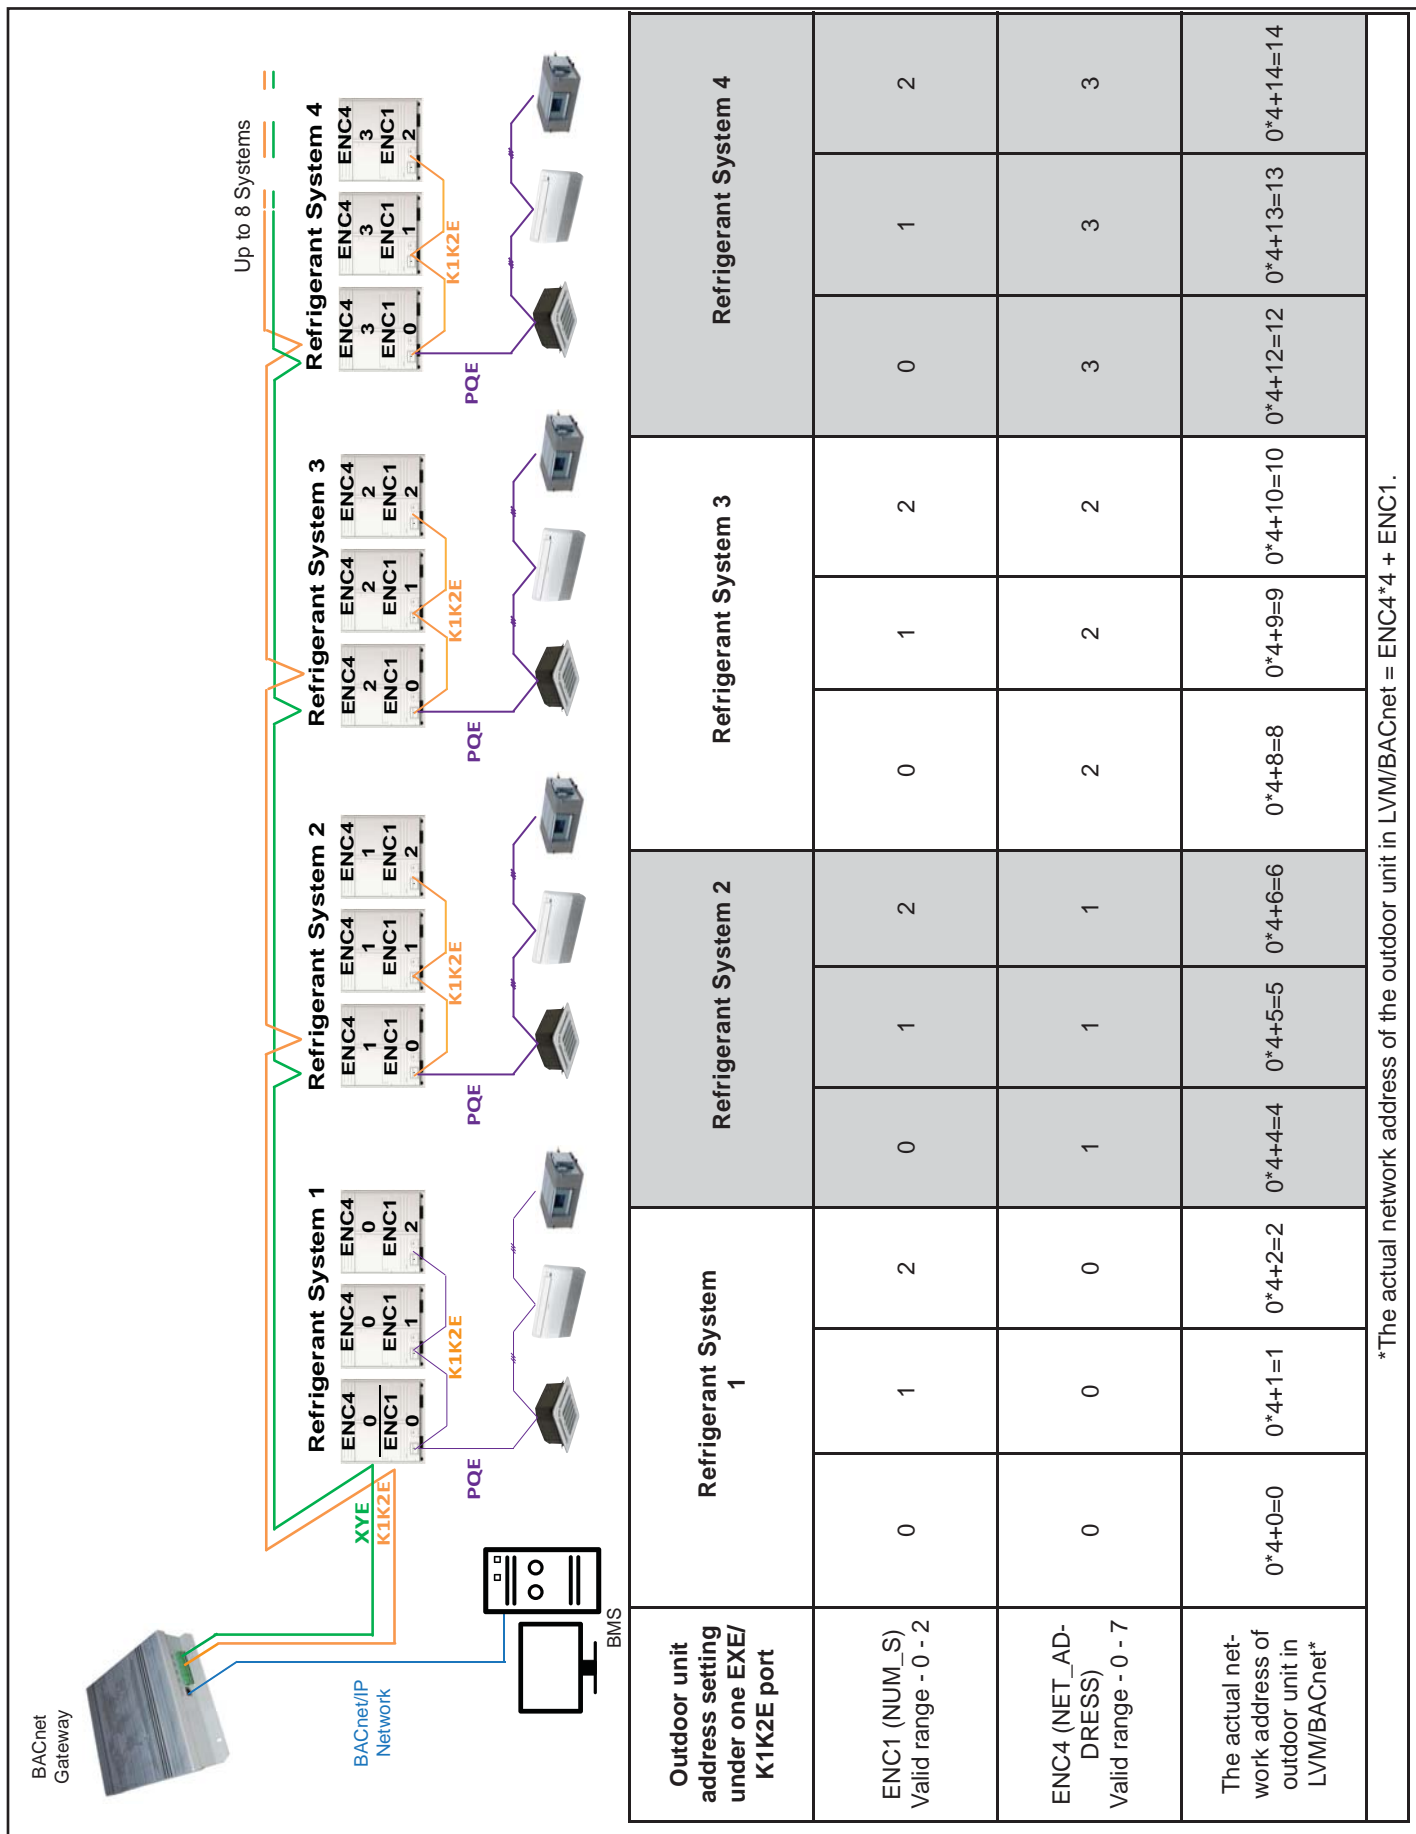 BACnet
Gateway
BACnet/IP
Network
BMS
XYE
K1K2E
Up to 8 Systems
Refrigerant System 1
ENC4
0
ENC1
0
ENC4
0
ENC1
1
ENC4
0
ENC1
2
K1K2E
PQE
Refrigerant System 2
ENC4
1
ENC1
0
ENC4
1
ENC1
1
ENC4
1
ENC1
2
K1K2E
PQE
Refrigerant System 3
ENC4
2
ENC1
0
ENC4
2
ENC1
1
ENC4
2
ENC1
2
K1K2E
PQE
Refrigerant System 4
ENC4
3
ENC1
0
ENC4
3
ENC1
1
ENC4
3
ENC1
2
K1K2E
PQE
Outdoor unit
address setting
under one EXE/
K1K2E port
Refrigerant System
1
Refrigerant System 2
Refrigerant System 3
Refrigerant System 4
ENC1 (NUM_S)
Valid range - 0 - 2
0 1 2 0 1 2 0 1 2 0 1 2
ENC4 (NET_AD-
DRESS)
Valid range - 0 - 7
0 0 0 1 1 1 2 2 2 3 3 3
The actual net-
work address of
outdoor unit in
LVM/BACnet*
0*4+0=0 0*4+1=1 0*4+2=2 0*4+4=4 0*4+5=5 0*4+6=6 0*4+8=8 0*4+9=9 0*4+10=10 0*4+12=12 0*4+13=13 0*4+14=14
*The actual network address of the outdoor unit in LVM/BACnet = ENC4*4 + ENC1.